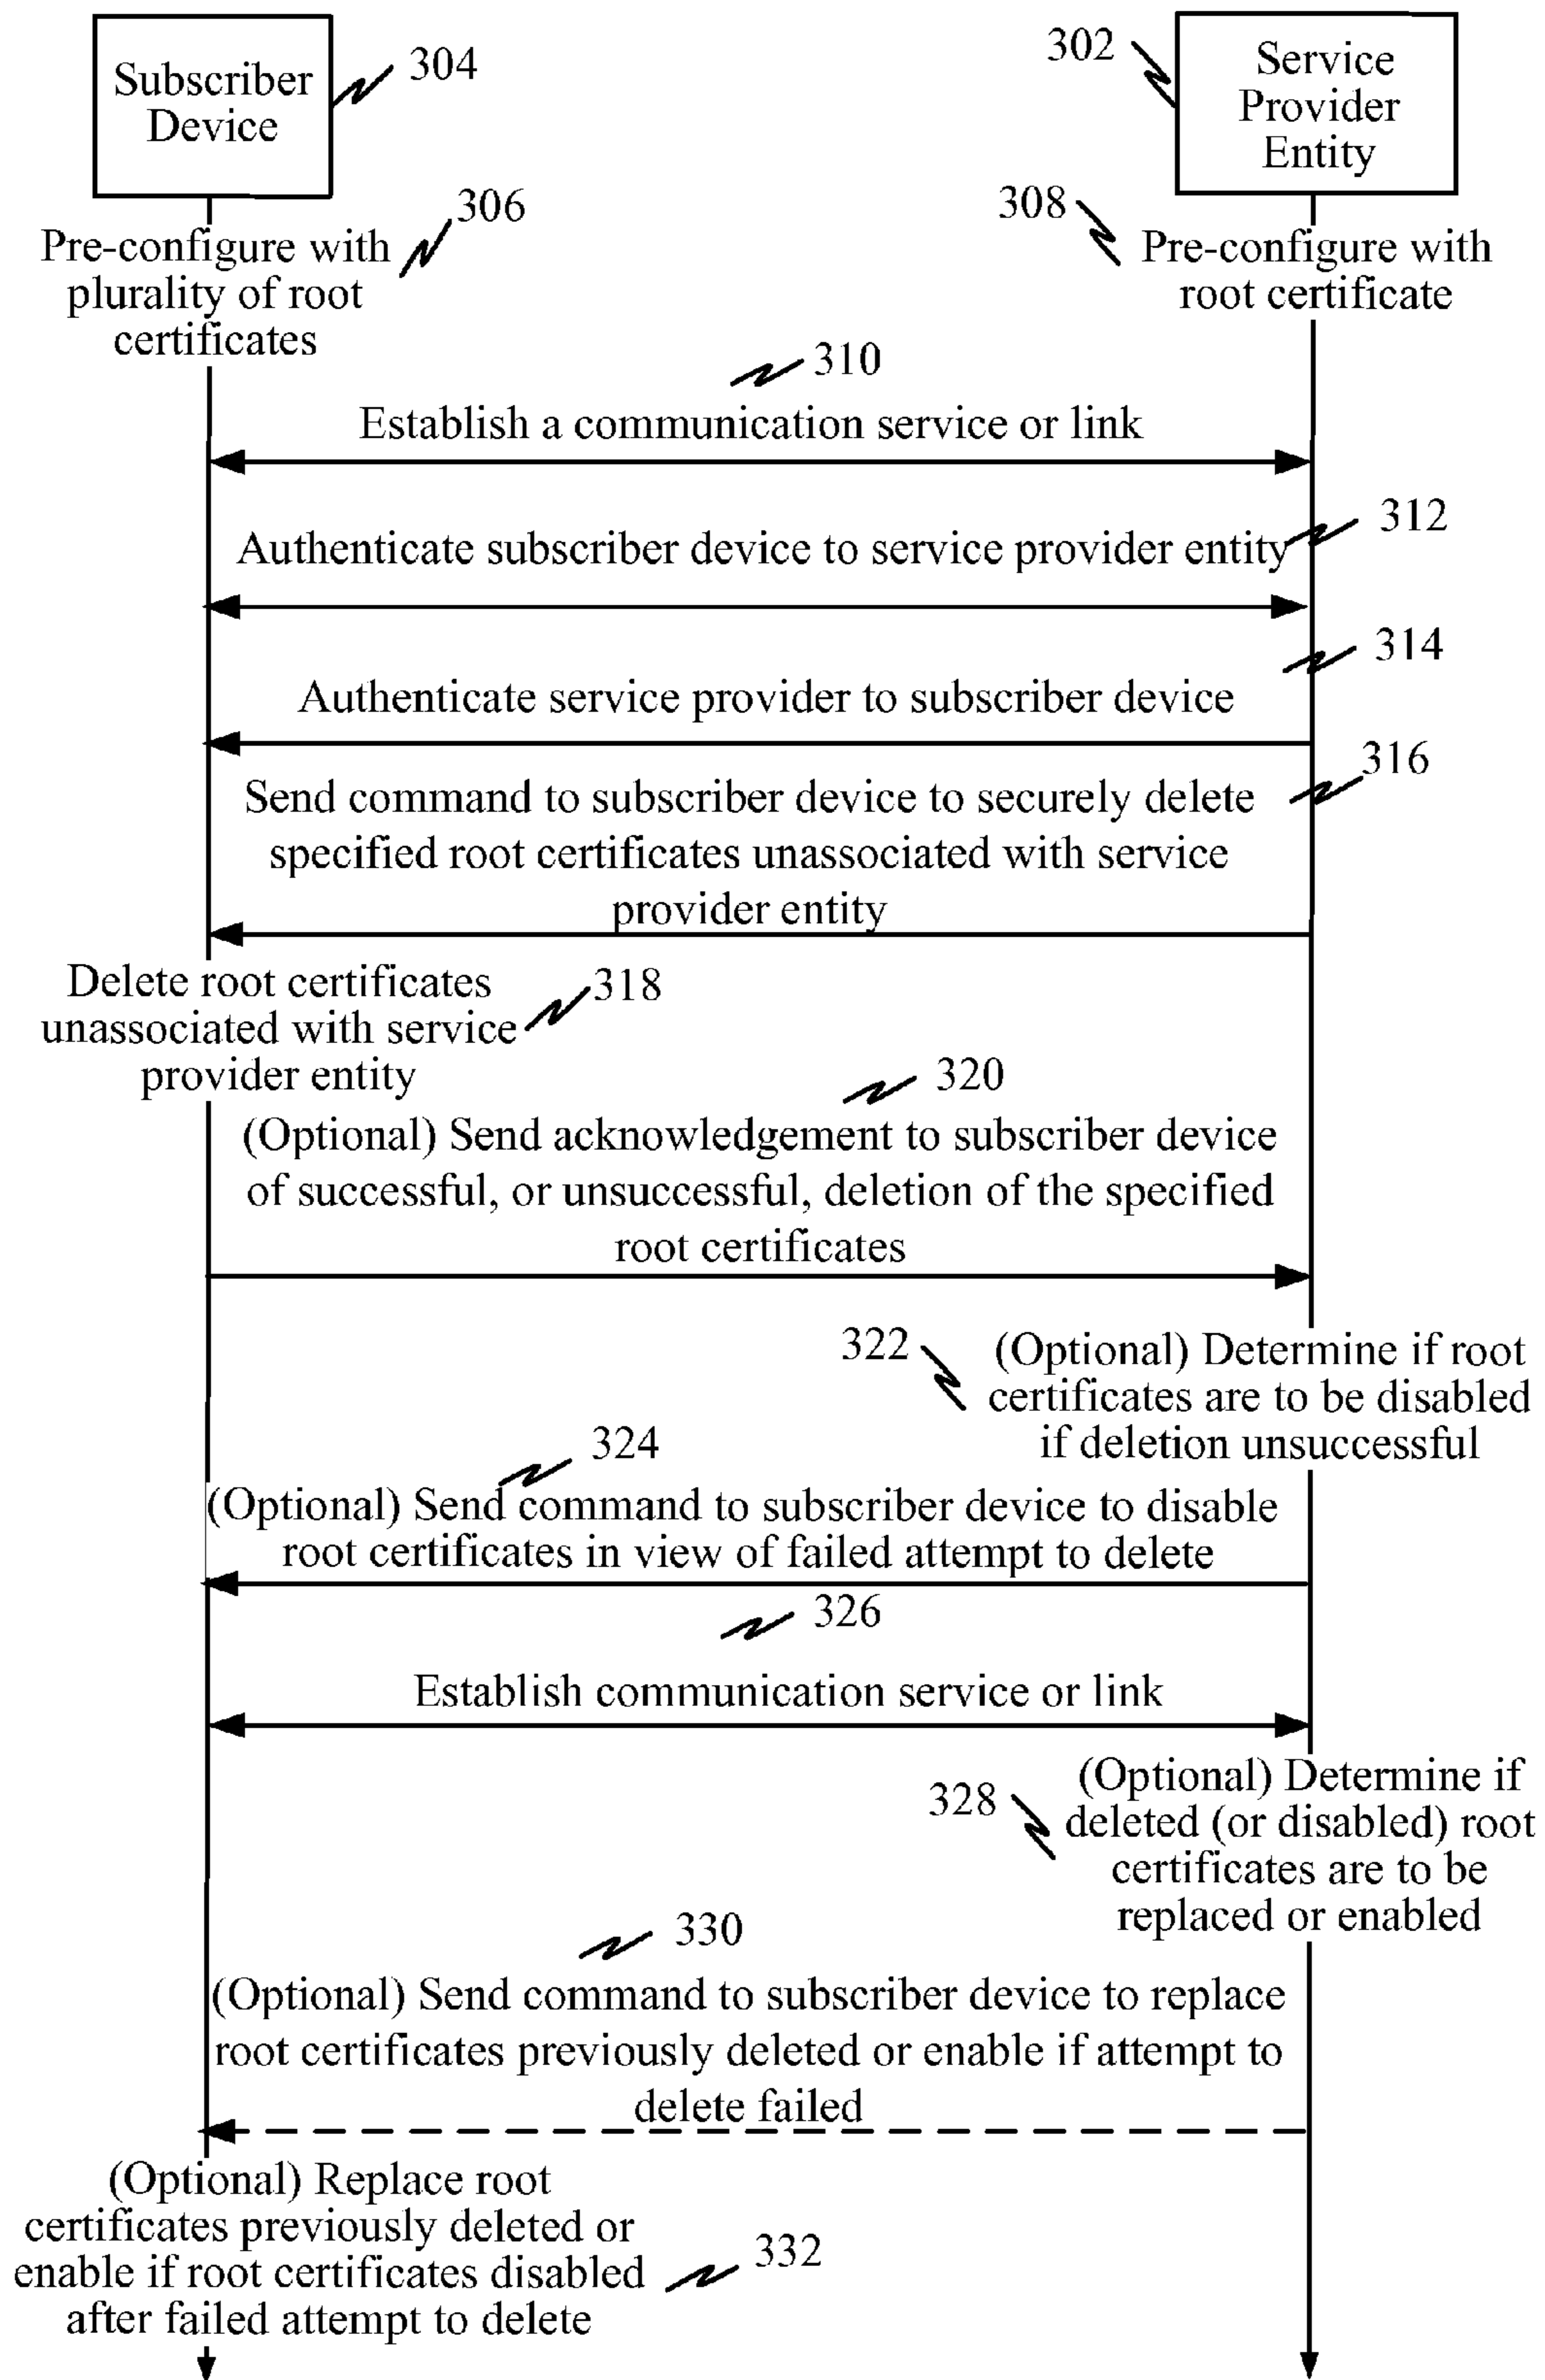 Subscriber
Device
304
302
Service
Provider
Entity
306
308
Pre-configure with
plurality of root
certificates
Pre-configure with
root certificate
310
Establish a communication service or link
312
Authenticate subscriber device to service provider entity
314
Authenticate service provider to subscriber device
316
Send command to subscriber device to securely delete
specified root certificates unassociated with service
provider entity
Delete root certificates
unassociated with service
provider entity
318
320
(Optional) Send acknowledgement to subscriber device
of successful, or unsuccessful, deletion of the specified
root certificates
322
(Optional) Determine if root
certificates are to be disabled
if deletion unsuccessful
324
(Optional) Send command to subscriber device to disable
root certificates in view of failed attempt to delete
326
Establish communication service or link
328
(Optional) Determine if
deleted (or disabled) root
certificates are to be
replaced or enabled
330
(Optional) Send command to subscriber device to replace
root certificates previously deleted or enable if attempt to
delete failed
(Optional) Replace root
certificates previously deleted or
enable if root certificates disabled
after failed attempt to delete
332